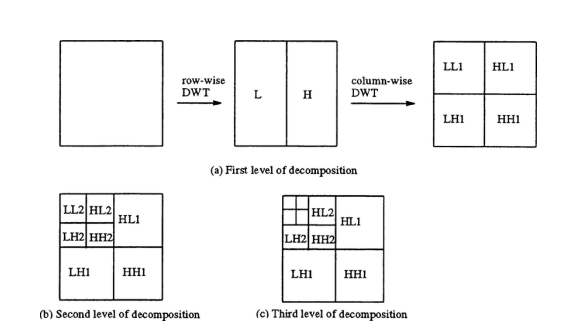 row-wise
DWT
L
H
column-wise
DWT
LL1
HL1
LH1
HH1
(a) First level of decomposition
LL2
HL2
HL1
LH2
HH2
LH1
HH1
(b) Second level of decomposition
HL2
HL1
LH2
HH2
LH1
HH1
(c) Third level of decomposition